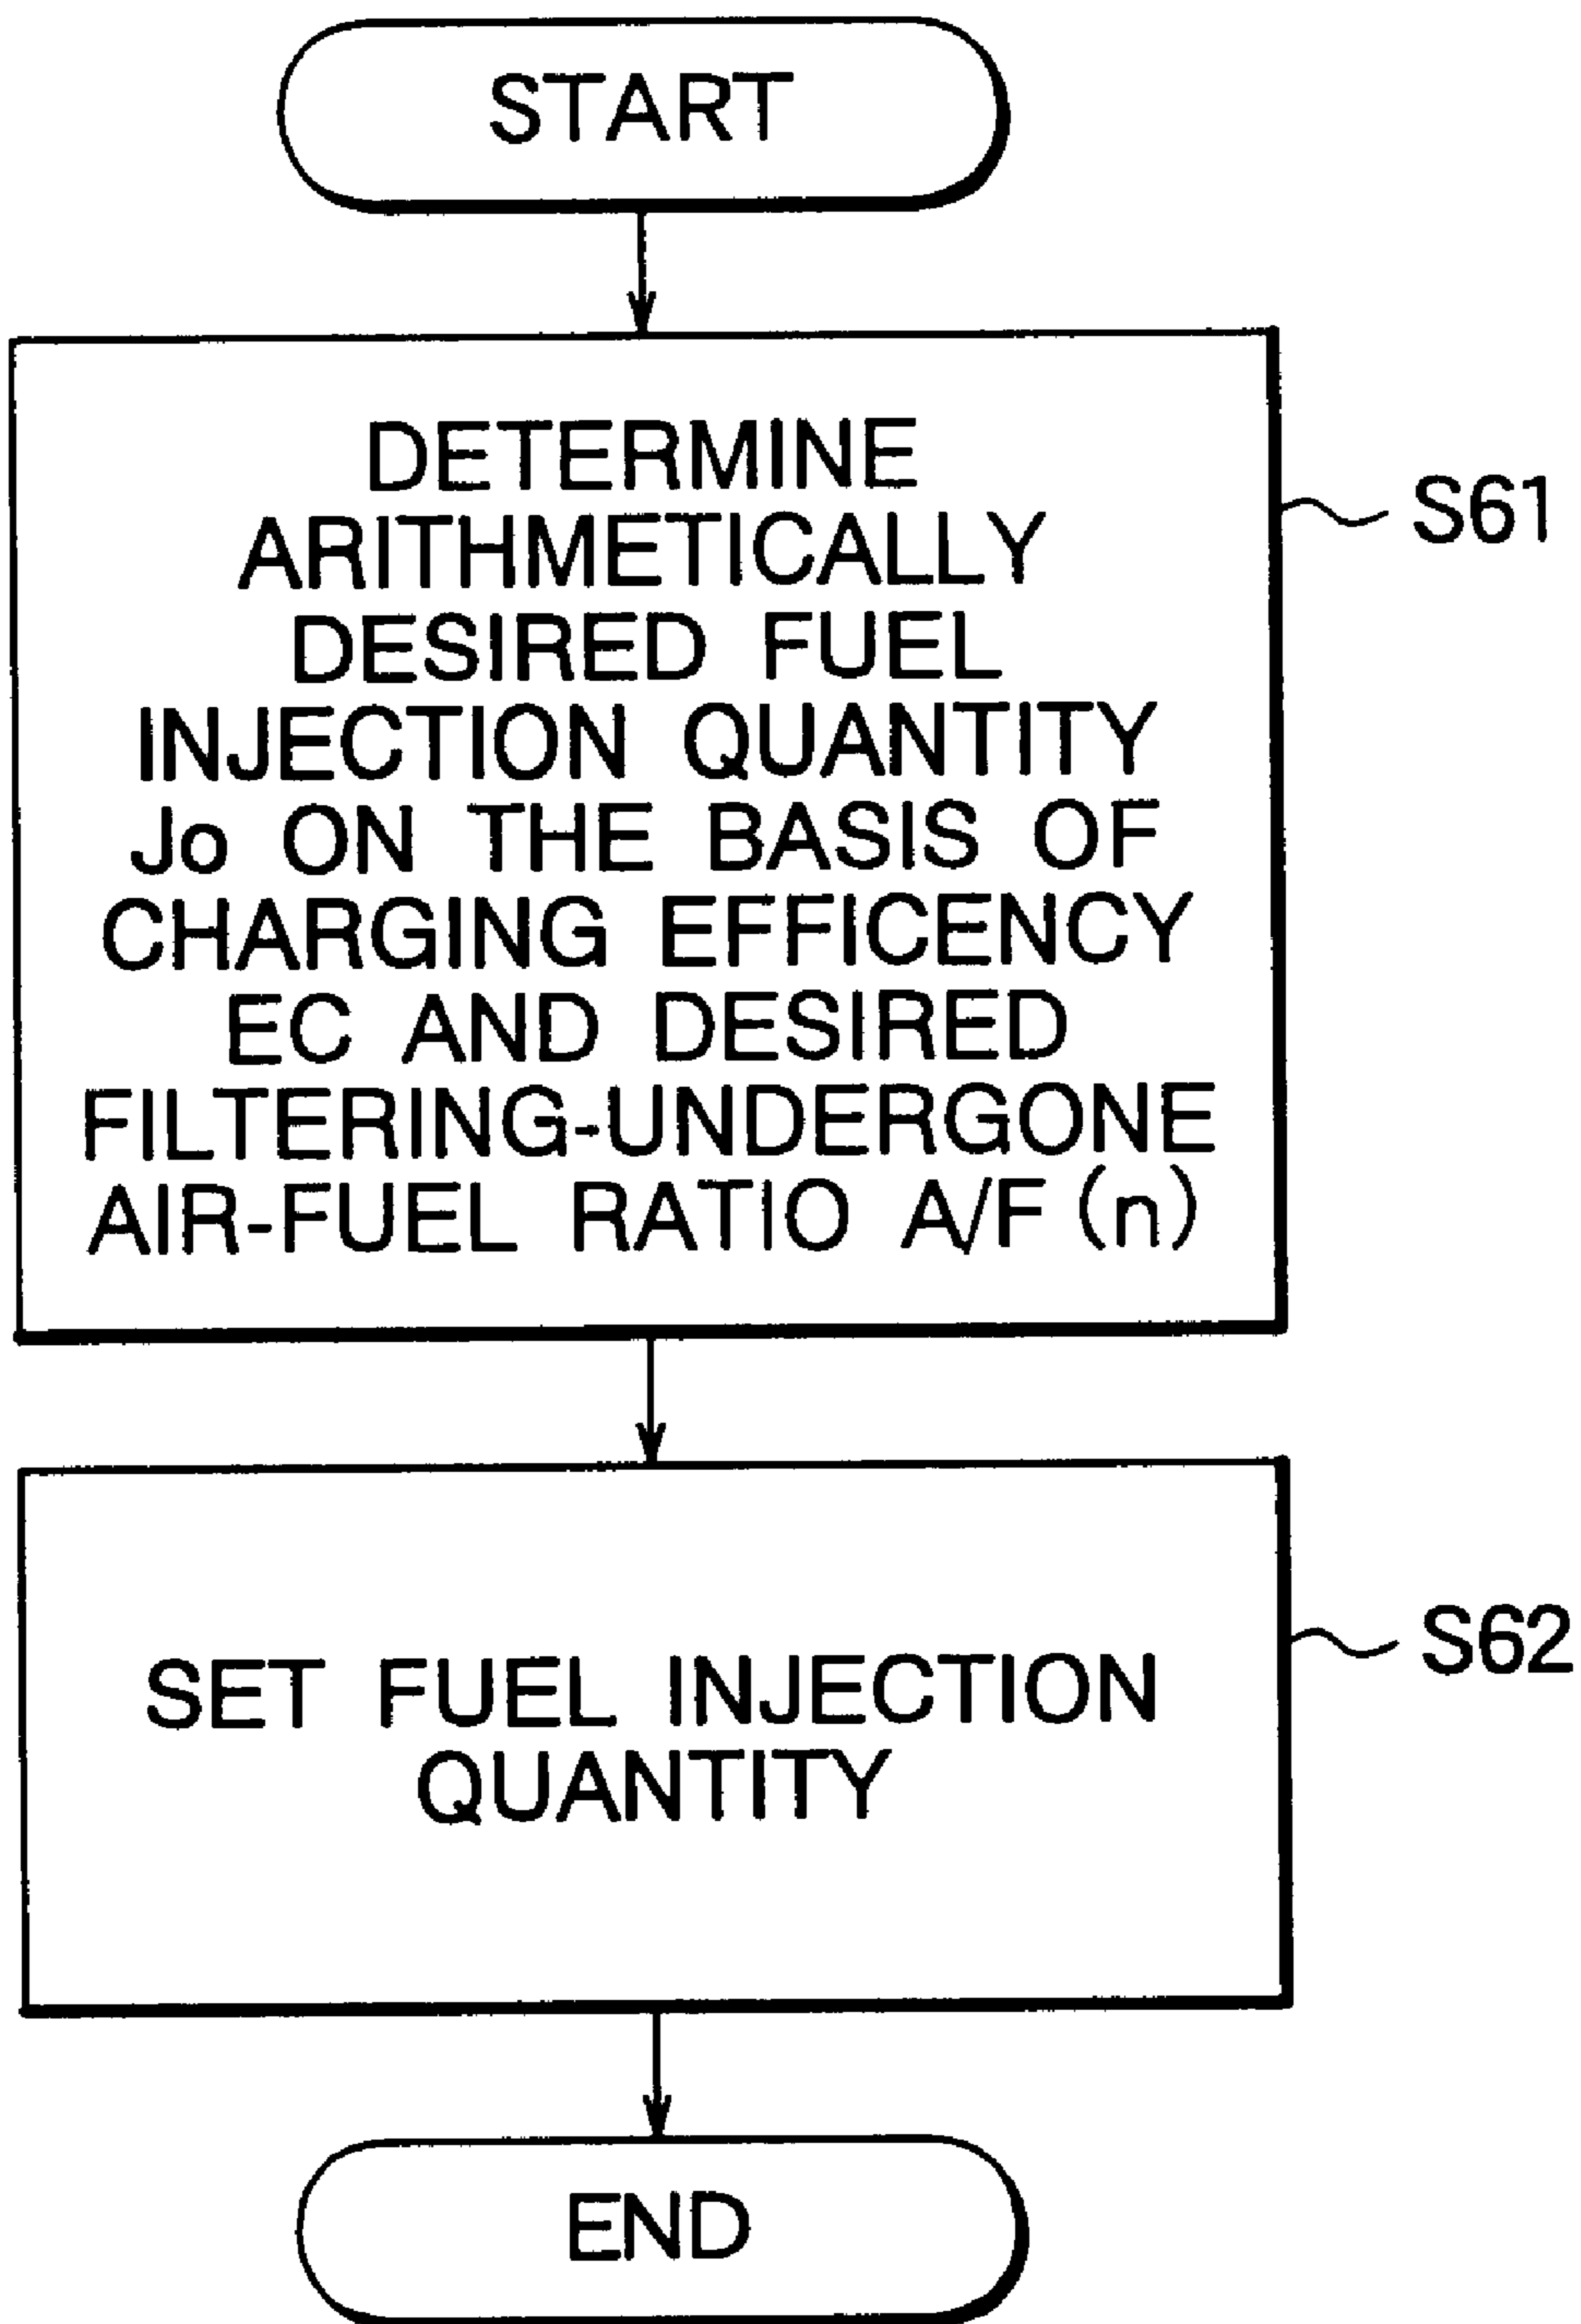 START
DETERMINE
ARITHMETICALLY
DESIRED FUEL
INJECTION QUANTITY
Jo ON THE BASIS OF
CHARGING EFFICENCY
EC AND DESIRED
FILTERING-UNDERGONE
AIR-FUEL RATIO A/F (n)
S61
SET FUEL INJECTION
QUANTITY
S62
END